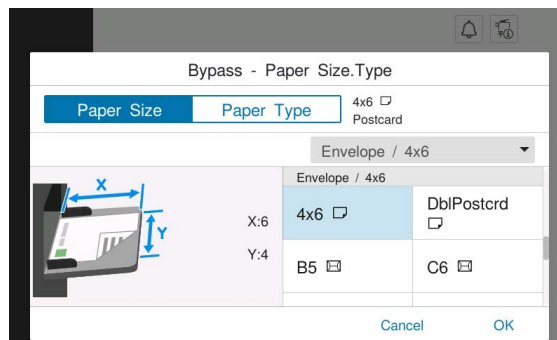 Bypass - Paper Size.Type
Paper Size
Paper Type
4x6
Postcard
Envelope / 4x6
Envelope / 4x6
X
Y
X:6
Y:4
4x6
DblPostcrd
B5
C6
Cancel
OK